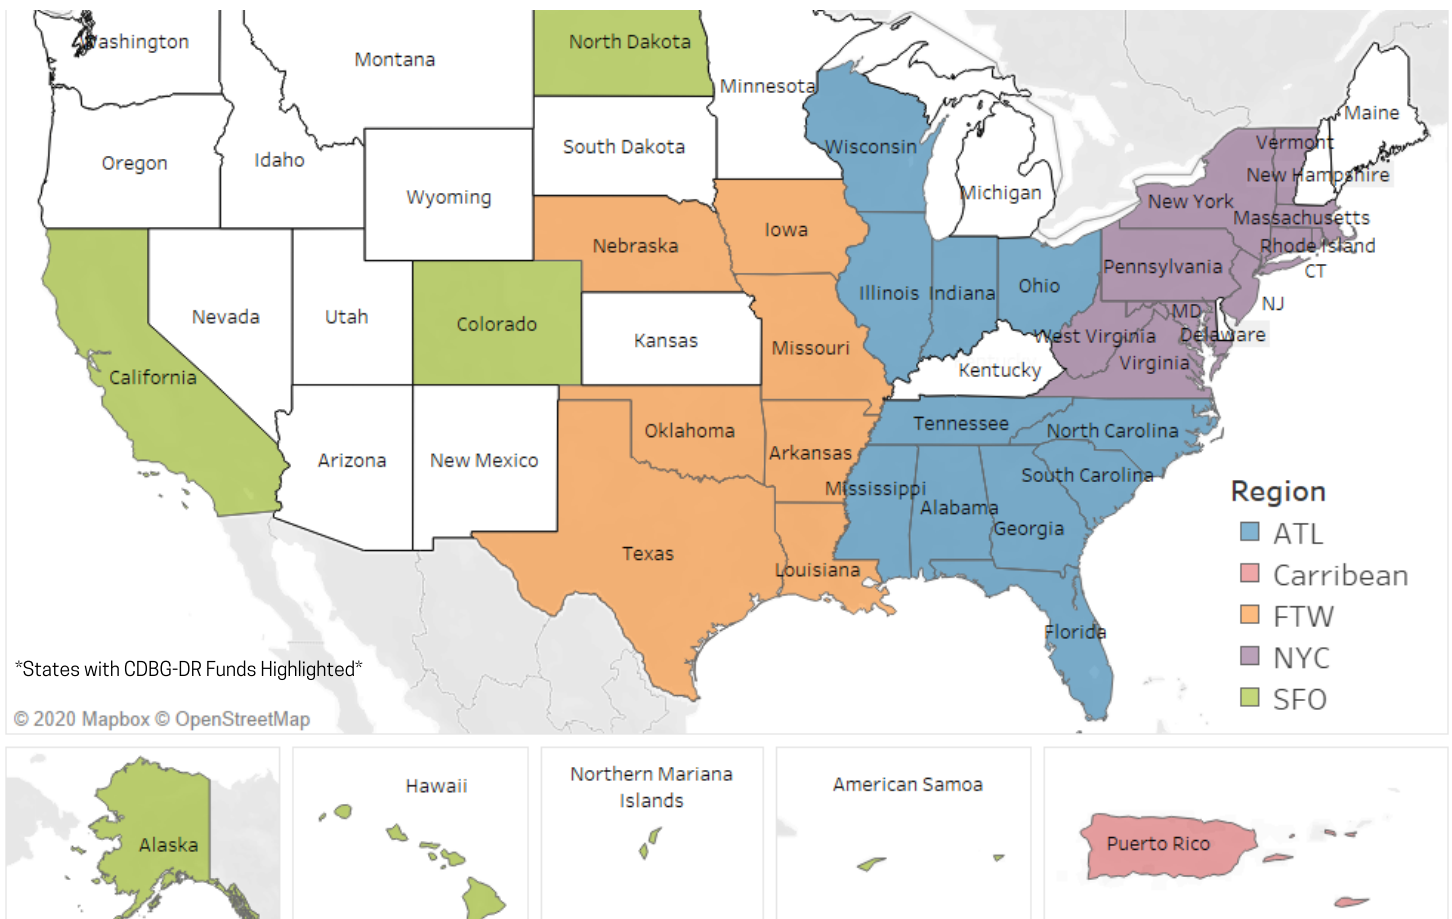 Washington
Montana
North Dakota
Minnesota
Maine
Oregon
Idaho
South Dakota
Wisconsin
Vermont
Wyoming
Michigan
New Hampshire
New York
Massachusetts
Nebraska
Iowa
Rhode Island
Pennsylvania
CT
Illinois
Indiana
Ohio
NJ
Nevada
Utah
Colorado
Kansas
Missouri
MD
West Virginia
Delaware
California
Kentucky
Virginia
Arizona
New Mexico
Oklahoma
Arkansas
Tennessee
North Carolina
South Carolina
Mississippi
Alabama
Georgia
Texas
Louisiana
Florida
Region
ATL
Carribean
FTW
NYC
SFO
*States with CDBG-DR Funds Highlighted*
© 2020 Mapbox © OpenStreetMap
Alaska
Hawaii
Northern Mariana
Islands
American Samoa
Puerto Rico